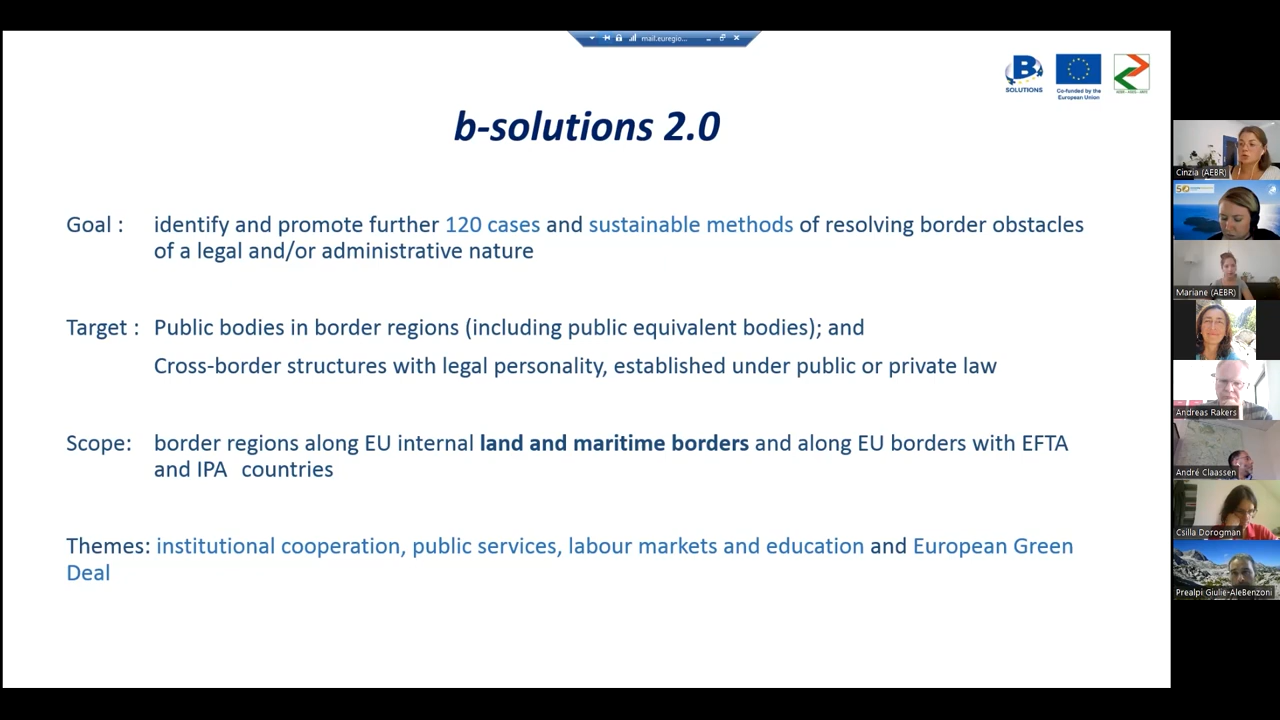 mail.euregio...
B
SOLUTIONS
Co-funded by the
European Union
b-solutions 2.0
Goal : identify and promote further 120 cases and sustainable methods of resolving border obstacles
of a legal and/or administrative nature
Target : Public bodies in border regions (including public equivalent bodies); and
Cross-border structures with legal personality, established under public or private law
Scope: border regions along EU internal land and maritime borders and along EU borders with EFTA
and IPA countries
Themes: institutional cooperation, public services, labour markets and education and European Green
Deal
Cinzia (AEBR)
50
Mariane (AEBR)
Andreas Rakers
André Claassen
Csilla Dorogman
Prealpi Giulie-AleBenzoni